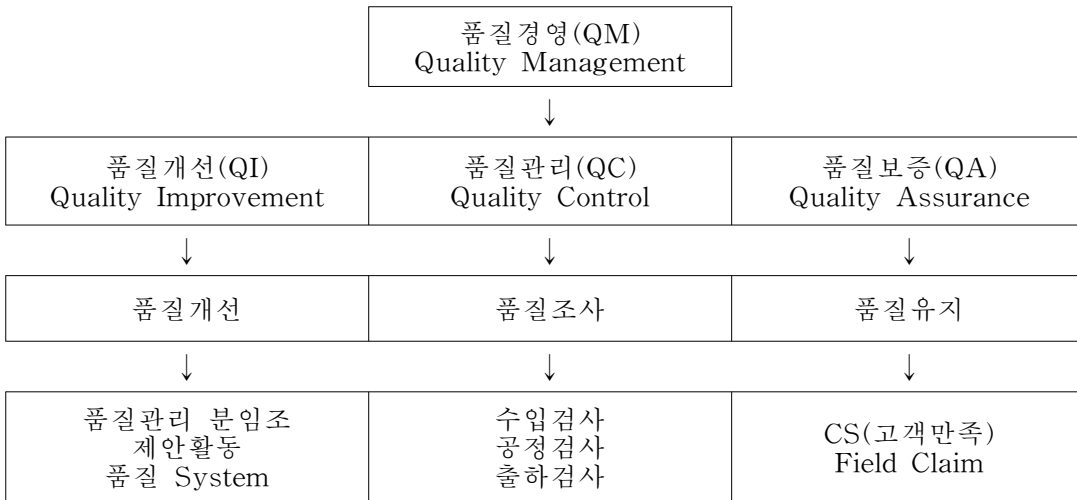 품질경영(QM)
Quality Management
↓
품질개선(QI)
Quality Improvement
품질관리(QC)
Quality Control
품질보증(QA)
Quality Assurance
↓ ↓ ↓
품질개선
품질조사
품질유지
↓ ↓ ↓
품질관리 분임조
제안활동
품질 System
수입검사
공정검사
출하검사
CS(고객만족)
Field Claim